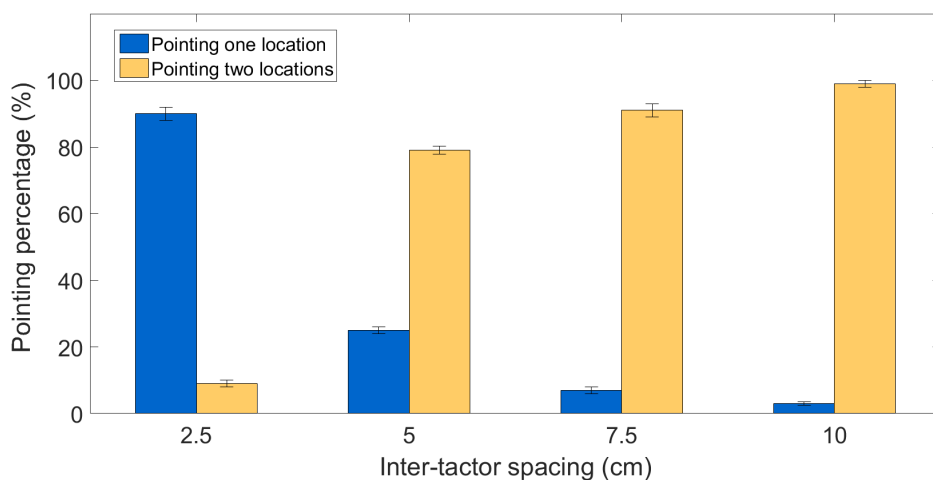 Pointing one location
Pointing two locations
Pointing percentage (%)
100
80
60
40
20
0
2.5 5 7.5 10
Inter-tactor spacing (cm)